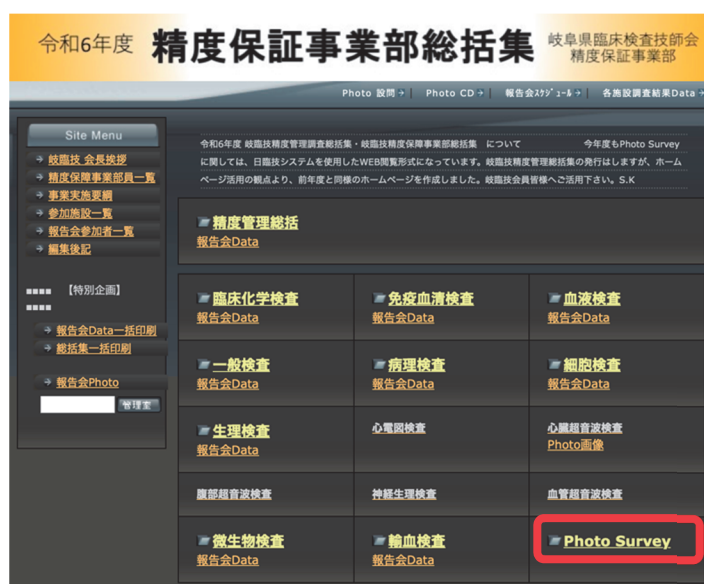 令和6年度 精度保証事業部総括集 岐阜県臨床検査技師会
精度保証事業部
Photo 設問 Photo CD 報告会ｽｹｼﾞｭｰﾙ 各施設調査結果Data
Site Menu
岐臨技 会長挨拶
精度保障事業部員一覧
事業実施要綱
参加施設一覧
報告会参加者一覧
編集後記
【特別企画】
報告会Data一括印刷
総括集一括印刷
報告会Photo
管理室
令和6年度 岐臨技精度管理調査総括集・岐臨技精度保障事業部総括集 について 今年度もPhoto Survey
に関しては、日臨技システムを使用したWEB閲覧形式になっています。岐臨技精度管理総括集の発行はしますが、ホーム
ページ活用の観点より、前年度と同様のホームページを作成しました。岐臨技会員皆様へご活用下さい。S.K
精度管理総括
報告会Data
臨床化学検査 免疫血清検査 血液検査
報告会Data 報告会Data 報告会Data
一般検査 病理検査 細胞検査
報告会Data 報告会Data 報告会Data
生理検査 心電図検査 心臓超音波検査
報告会Data Photo画像
腹部超音波検査 神経生理検査 血管超音波検査
微生物検査 輸血検査 Photo Survey
報告会Data 報告会Data